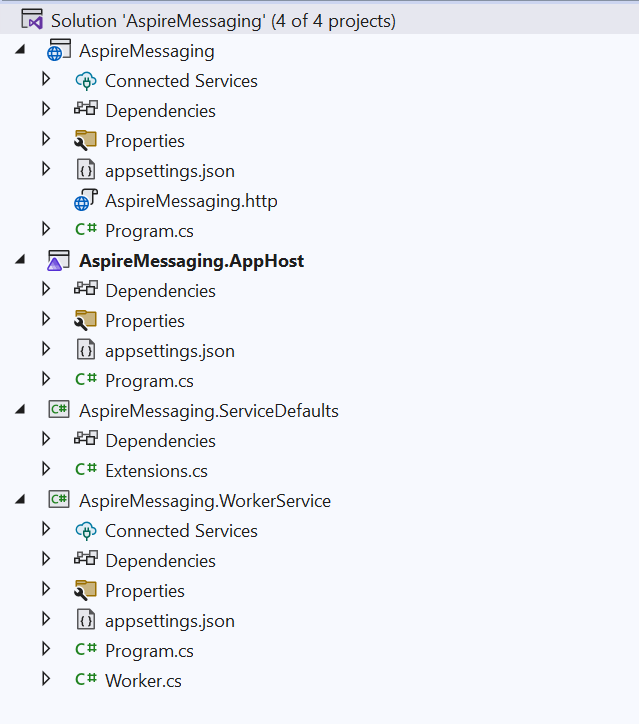 Solution 'AspireMessaging' (4 of 4 projects)
AspireMessaging
Connected Services
Dependencies
Properties
appsettings.json
AspireMessaging.http
C# Program.cs
AspireMessaging.AppHost
Dependencies
Properties
appsettings.json
C# Program.cs
C# AspireMessaging.ServiceDefaults
Dependencies
C# Extensions.cs
C# AspireMessaging.WorkerService
Connected Services
Dependencies
Properties
appsettings.json
C# Program.cs
C# Worker.cs